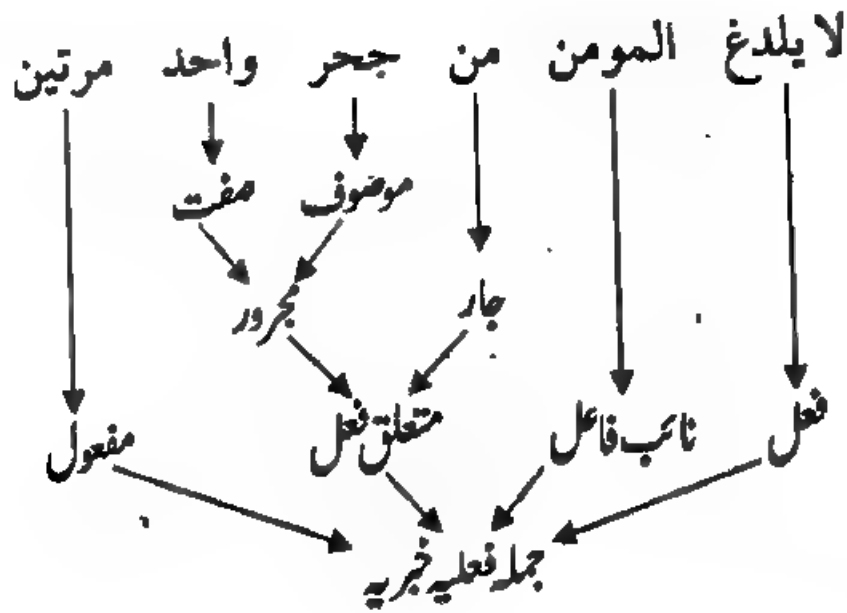 لا يلدغ المومن من جحر واحد مرتين
موضوف صفت
جار مجرور
فعل نائب فاعل متعلق فعل مفعول
جملہ فعلیہ خبریہ